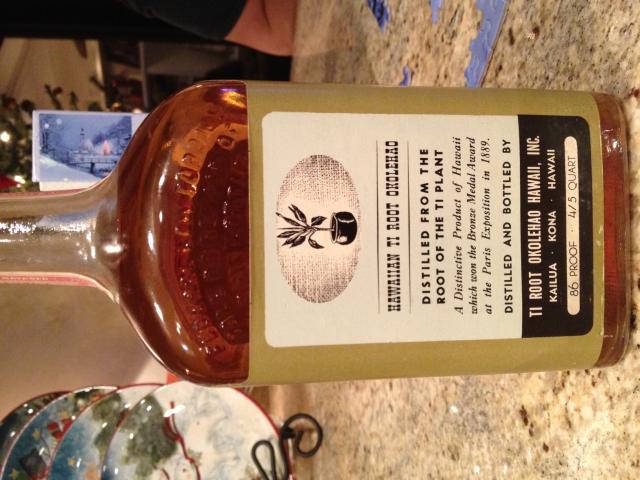 HAWAIIAN TI ROOT OKOLEHAO
DISTILLED FROM THE
ROOT OF THE TI PLANT
A Distinctive Product of Hawaii
which won the Bronze Medal Award
at the Paris Exposition in 1889.
DISTILLED AND BOTTLED BY
TI ROOT OKOLEHAO HAWAII, INC.
KAILUA · KONA · HAWAII
86 PROOF · 4/5 QUART